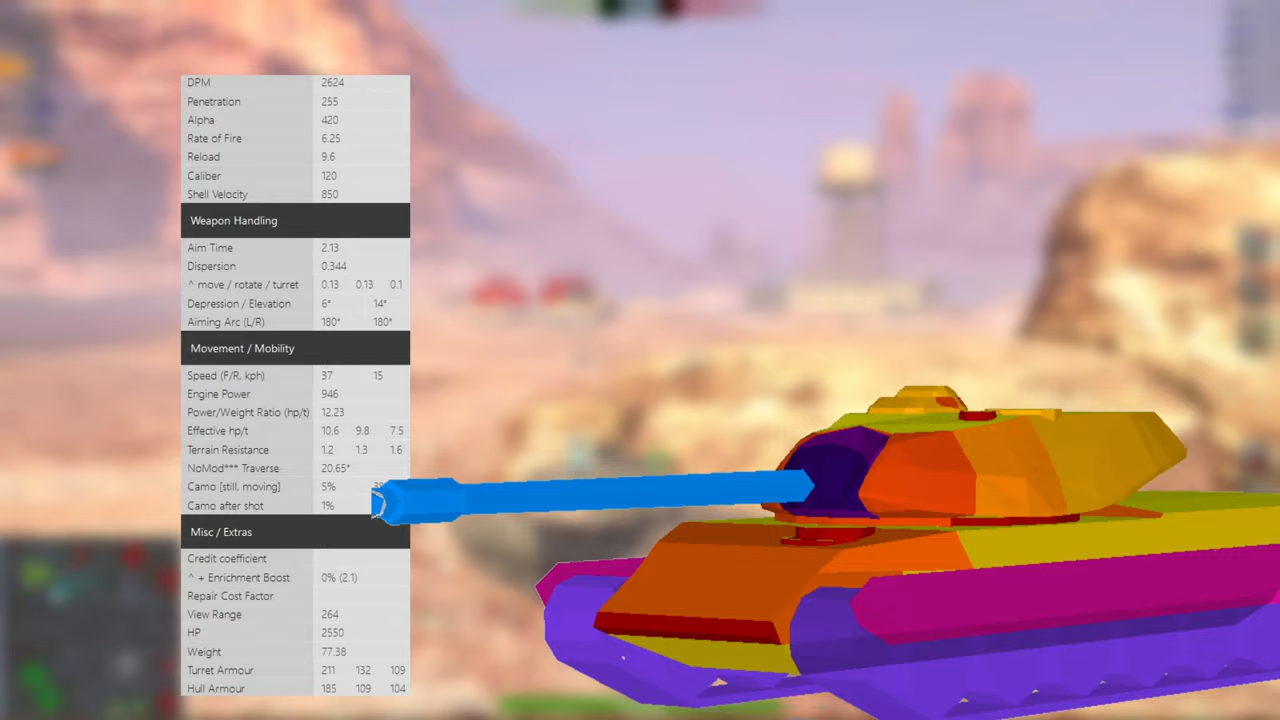 DPM 2624
Penetration 255
Alpha 420
Rate of Fire 6.25
Reload 9.6
Caliber 120
Shell Velocity 850
Weapon Handling
Aim Time 2.13
Dispersion 0.344
^ move / rotate / turret 0.13 0.13 0.1
Depression / Elevation 6° 14°
Aiming Arc (L/R) 180° 180°
Movement / Mobility
Speed (F/R, kph) 37 15
Engine Power 946
Power/Weight Ratio (hp/t) 12.23
Effective hp/t 10.6 9.8 7.5
Terrain Resistance 1.2 1.3 1.6
NoMod*** Traverse 20.65°
Camo [still, moving] 5%
Camo after shot 1%
Misc / Extras
Credit coefficient
^ + Enrichment Boost 0% (2.1)
Repair Cost Factor
View Range 264
HP 2550
Weight 77.38
Turret Armour 211 132 109
Hull Armour 185 109 104